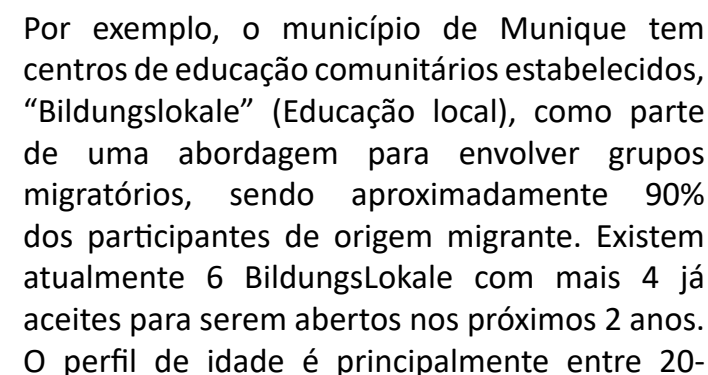 Por exemplo, o município de Munique tem
centros de educação comunitários estabelecidos,
“Bildungslokale” (Educação local), como parte
de uma abordagem para envolver grupos
migratórios, sendo aproximadamente 90%
dos participantes de origem migrante. Existem
atualmente 6 BildungsLokale com mais 4 já
aceites para serem abertos nos próximos 2 anos.
O perfil de idade é principalmente entre 20-